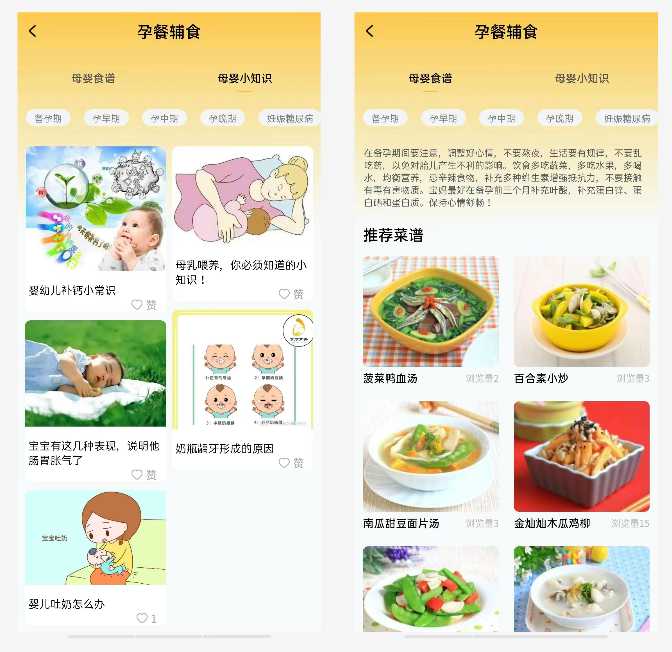 孕餐辅食
母婴食谱
母婴小知识
备孕期
孕早期
孕中期
孕晚期
妊娠糖尿病
婴幼儿补钙小常识
赞
母乳喂养，你必须知道的小
知识！
赞
宝宝有这几种表现，说明他
肠胃胀气了
赞
奶瓶龋牙形成的原因
赞
宝宝吐奶
婴儿吐奶怎么办
1
孕餐辅食
母婴食谱
母婴小知识
备孕期
孕早期
孕中期
孕晚期
妊娠糖尿病
在备孕期间要注意，调整好心情，不要熬夜，生活要有规律，不要乱
吃药，以免对胎儿产生不利的影响。饮食多吃蔬菜，多吃水果，多喝
水，均衡营养，忌辛辣食物，补充多种维生素增强抵抗力，不要接触
有毒有害物质。宝妈最好在备孕前三个月补充叶酸，补充蛋白锌、蛋
白钙和蛋白质。保持心情舒畅！
推荐菜谱
菠菜鸭血汤
浏览量2
百合素小炒
浏览量3
南瓜甜豆面片汤
浏览量3
金灿灿木瓜鸡柳
浏览量15